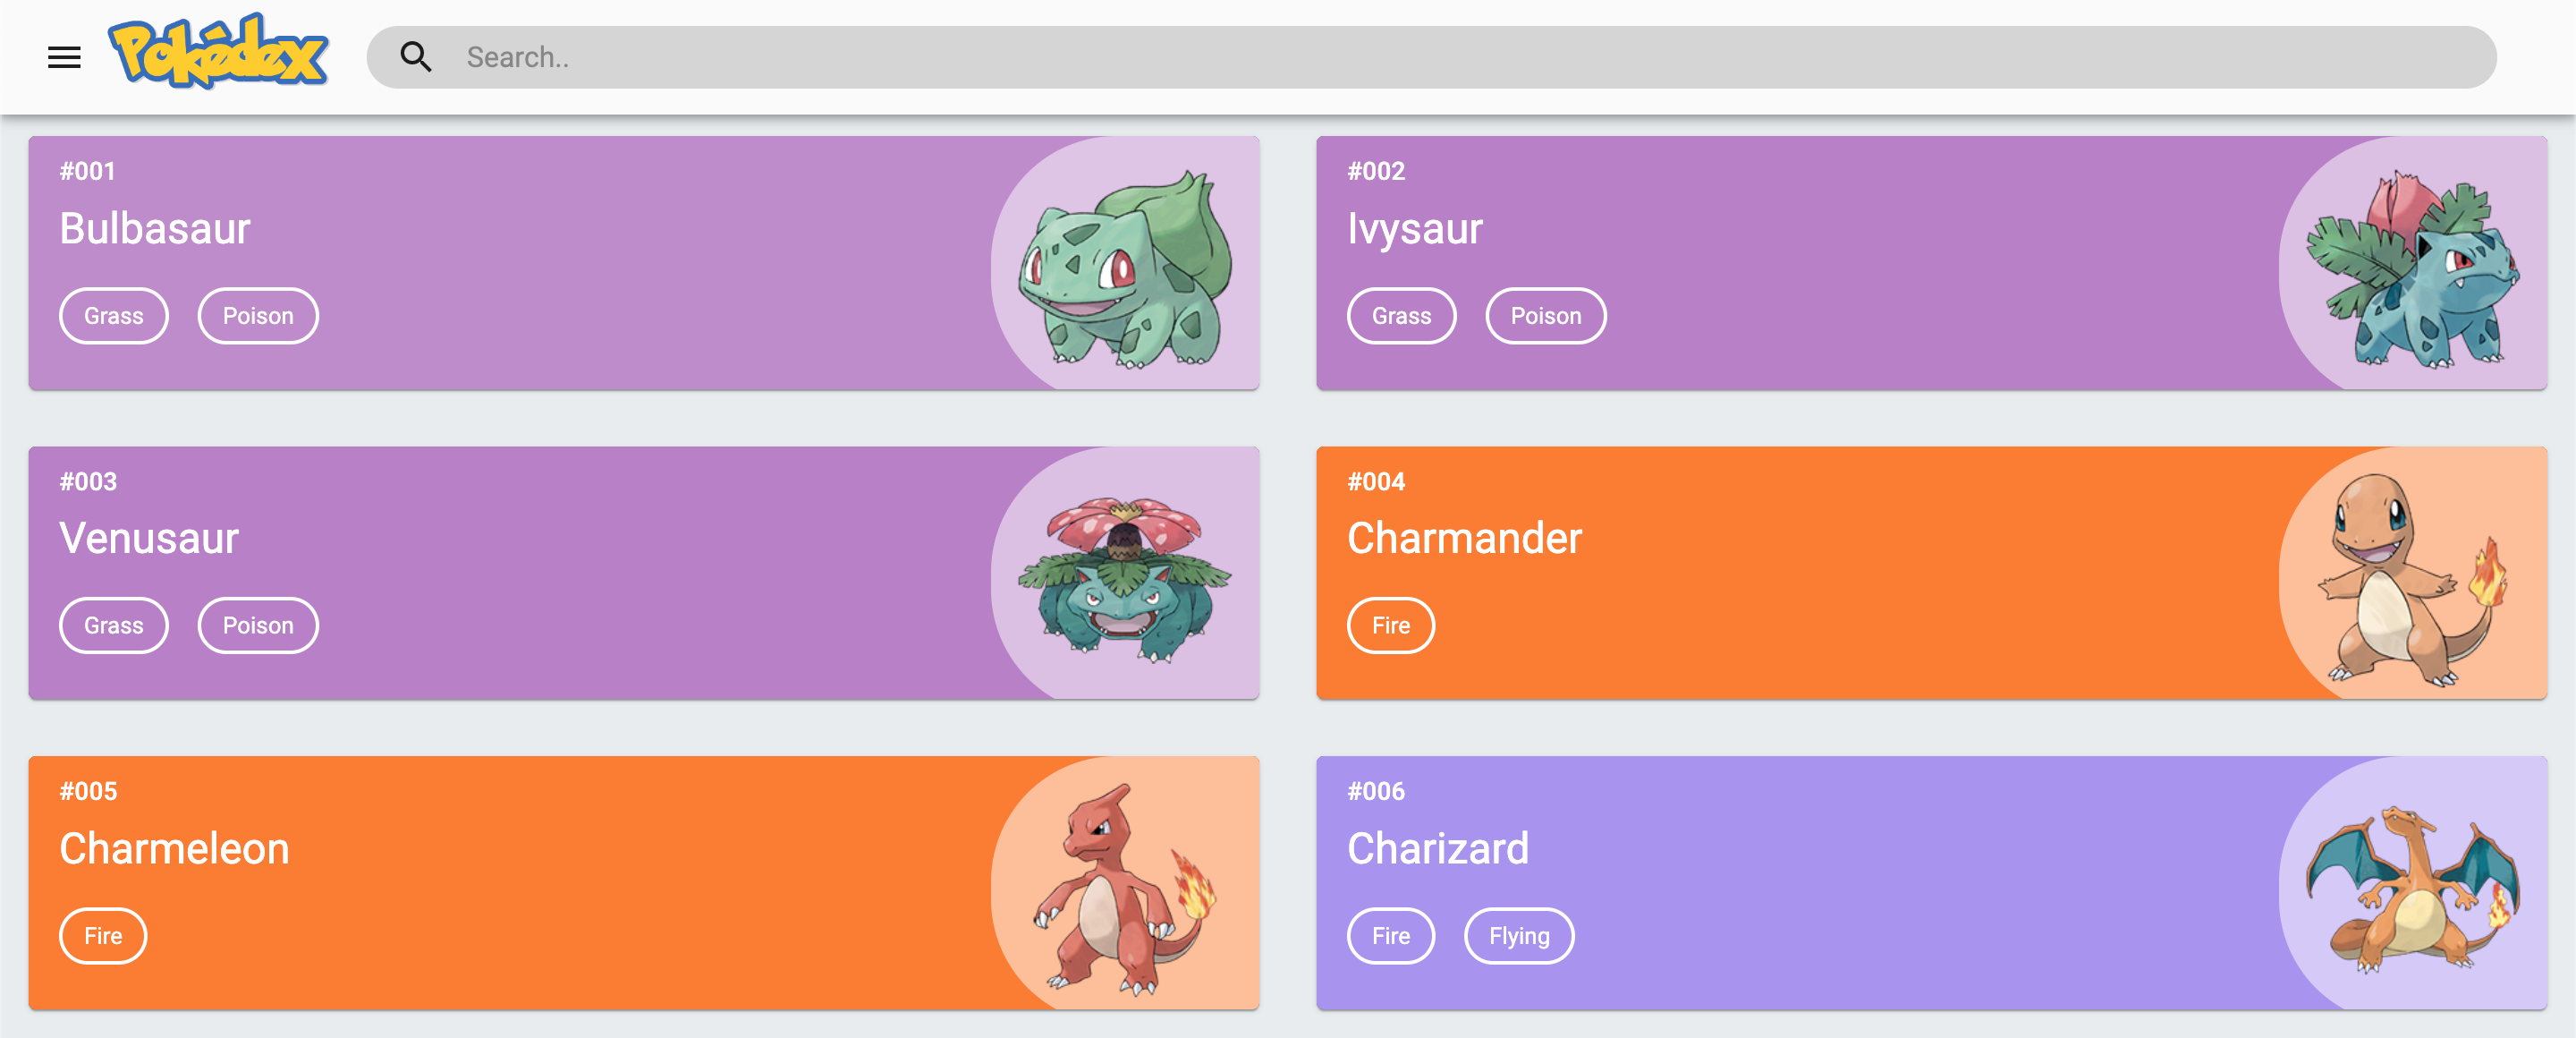 Pokédex
Search..
#001
Bulbasaur
Grass Poison
#002
Ivysaur
Grass Poison
#003
Venusaur
Grass Poison
#004
Charmander
Fire
#005
Charmeleon
Fire
#006
Charizard
Fire Flying